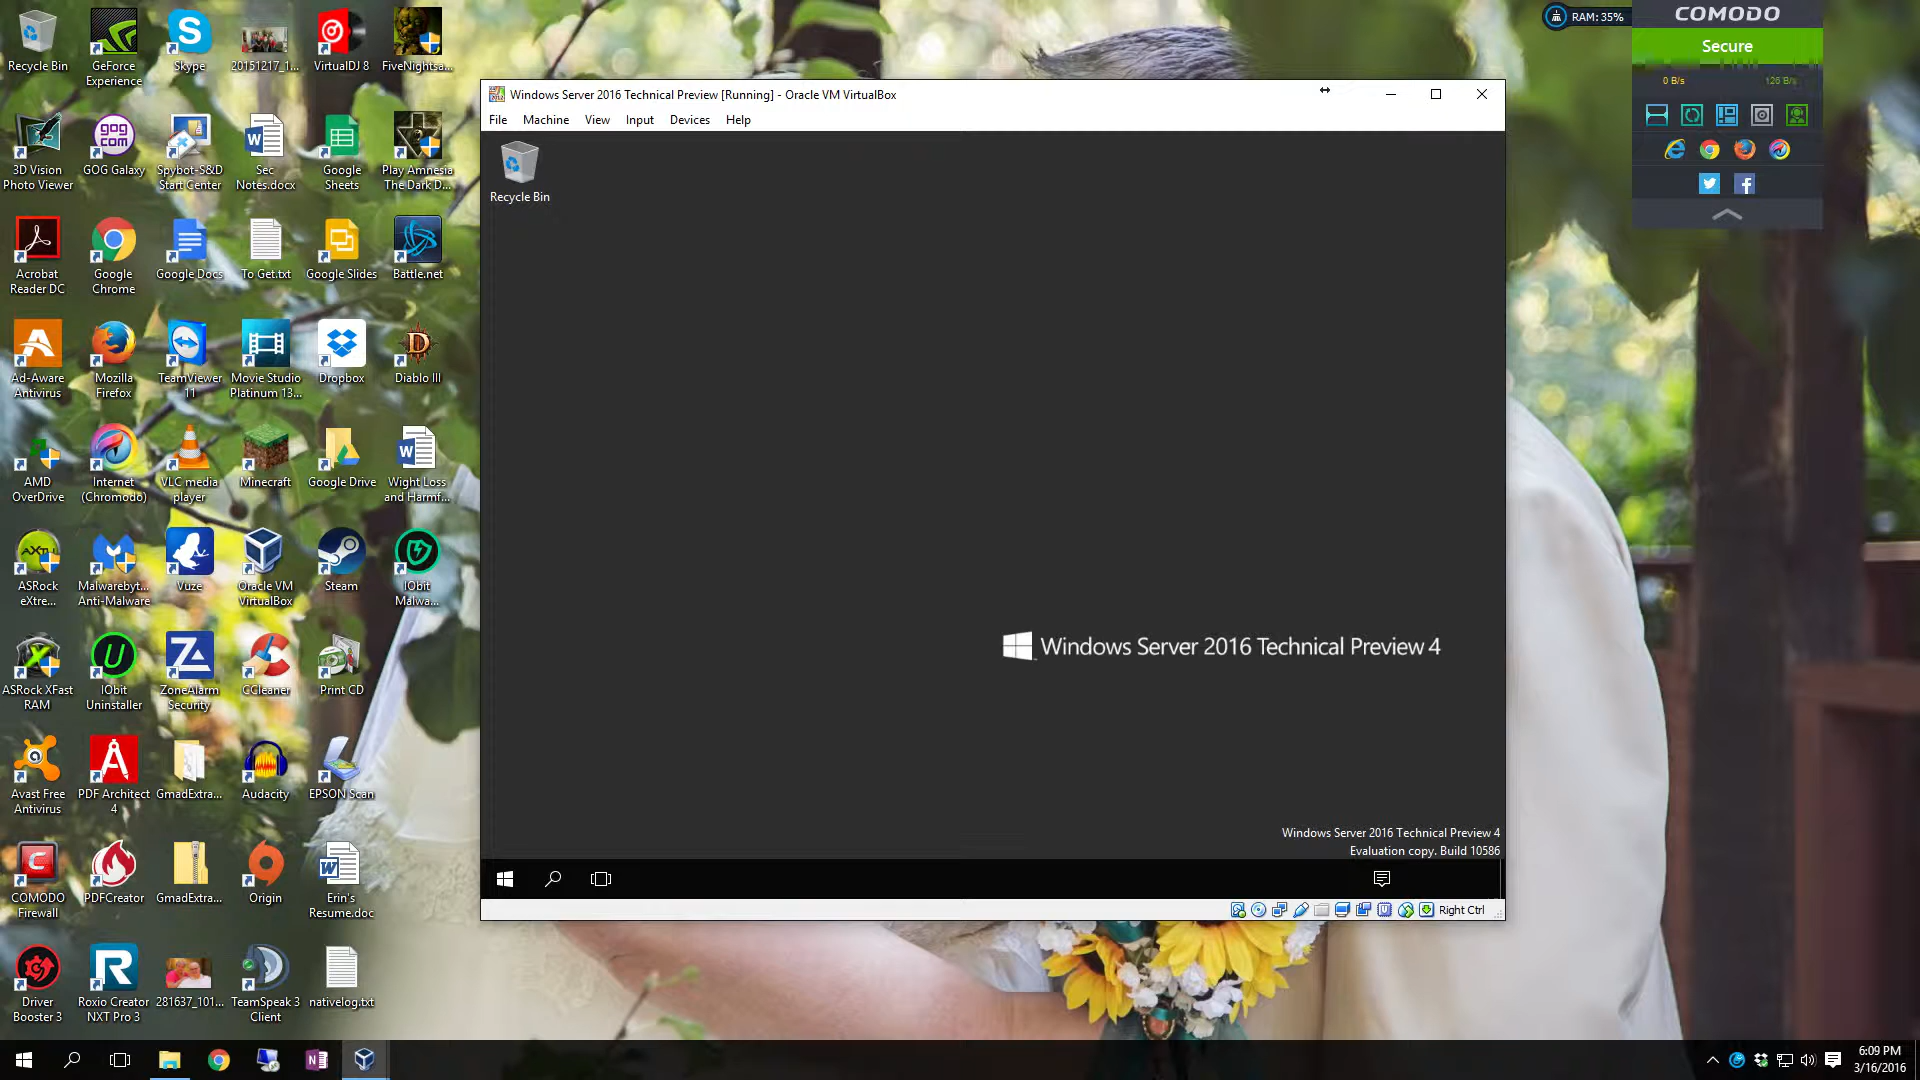 Recycle Bin
GeForce
Experience
Skype
20151217_1...
VirtualDJ 8
FiveNightsa...
3D Vision
Photo Viewer
GOG Galaxy
Spybot-S&D
Start Center
Sec
Notes.docx
Google
Sheets
Play Amnesia
The Dark D...
Acrobat
Reader DC
Google
Chrome
Google Docs
To Get.txt
Google Slides
Battle.net
Ad-Aware
Antivirus
Mozilla
Firefox
TeamViewer
11
Movie Studio
Platinum 13...
Dropbox
Diablo III
AMD
OverDrive
Internet
(Chromodo)
VLC media
player
Minecraft
Google Drive
Wight Loss
and Harmf...
ASRock
eXtre...
Malwarebyt...
Anti-Malware
Vuze
Oracle VM
VirtualBox
Steam
IObit
Malwa...
ASRock XFast
RAM
IObit
Uninstaller
ZoneAlarm
Security
CCleaner
Print CD
Avast Free
Antivirus
PDF Architect
4
GmadExtra...
Audacity
EPSON Scan
COMODO
Firewall
PDFCreator
GmadExtra...
Origin
Erin's
Resume.doc
Driver
Booster 3
Roxio Creator
NXT Pro 3
281637_101...
TeamSpeak 3
Client
nativelog.txt
Windows Server 2016 Technical Preview [Running] - Oracle VM VirtualBox
File Machine View Input Devices Help
Recycle Bin
Windows Server 2016 Technical Preview 4
Windows Server 2016 Technical Preview 4
Evaluation copy. Build 10586
Right Ctrl
RAM: 35%
COMODO
Secure
0 B/s 126 B/s
6:09 PM
3/16/2016